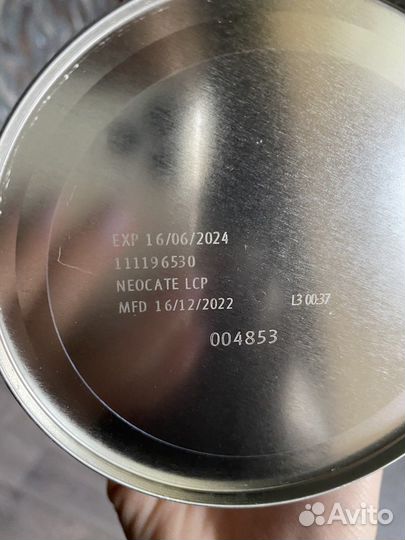 EXP 16/06/2024
111196530
NEOCATE LCP
MFD 16/12/2022 L3 00:37
004853
Avito